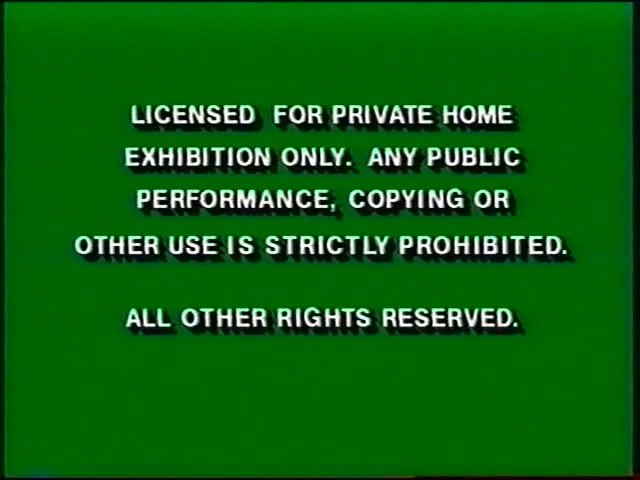 LICENSED FOR PRIVATE HOME
EXHIBITION ONLY. ANY PUBLIC
PERFORMANCE, COPYING OR
OTHER USE IS STRICTLY PROHIBITED.
ALL OTHER RIGHTS RESERVED.